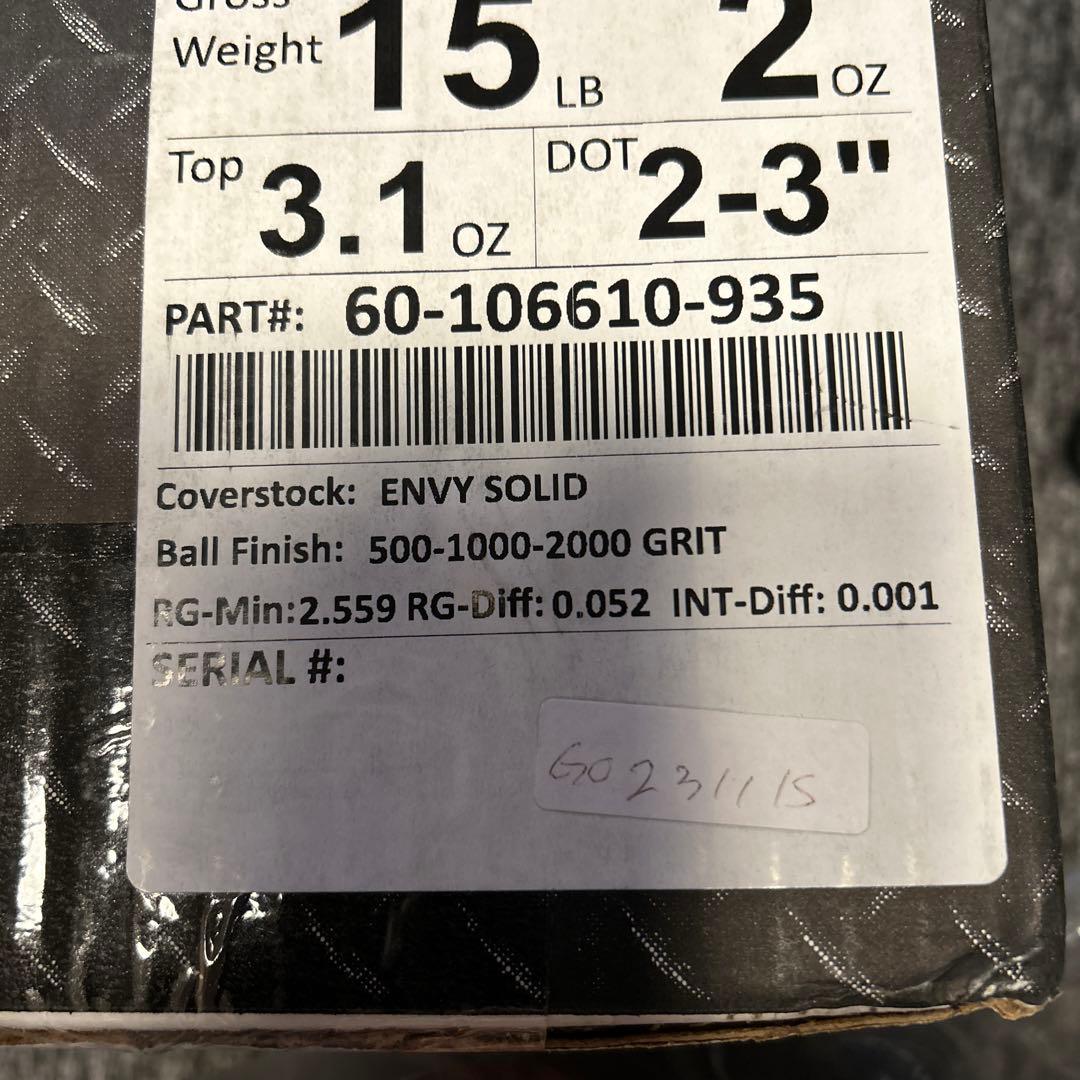 Gross
Weight 15 LB 2 OZ
Top 3.1 OZ DOT 2-3"
PART#: 60-106610-935
Coverstock: ENVY SOLID
Ball Finish: 500-1000-2000 GRIT
RG-Min:2.559 RG-Diff: 0.052 INT-Diff: 0.001
SERIAL #:
GO231115